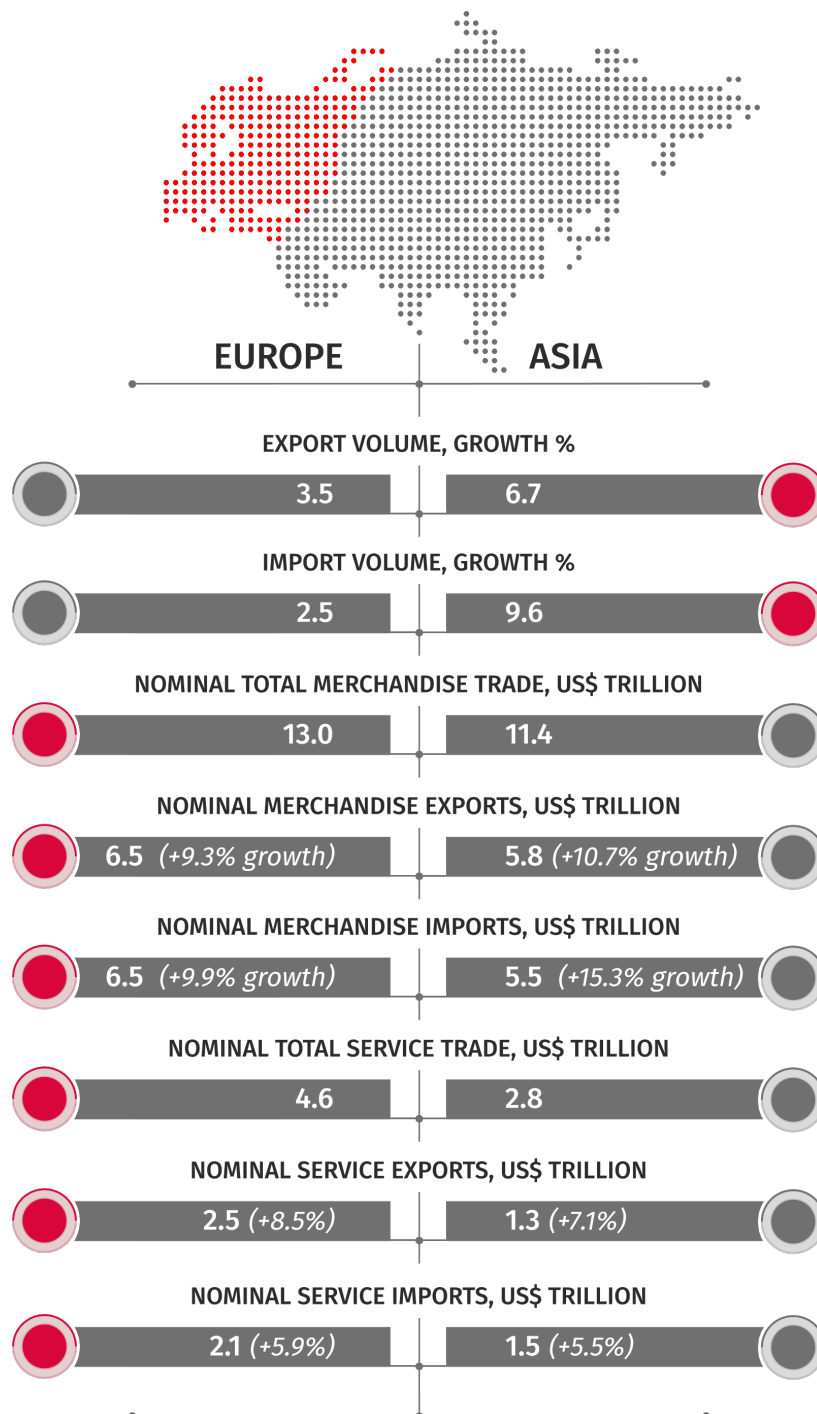 EUROPE ASIA
EXPORT VOLUME, GROWTH %
3.5 6.7
IMPORT VOLUME, GROWTH %
2.5 9.6
NOMINAL TOTAL MERCHANDISE TRADE, US$ TRILLION
13.0 11.4
NOMINAL MERCHANDISE EXPORTS, US$ TRILLION
6.5 (+9.3% growth) 5.8 (+10.7% growth)
NOMINAL MERCHANDISE IMPORTS, US$ TRILLION
6.5 (+9.9% growth) 5.5 (+15.3% growth)
NOMINAL TOTAL SERVICE TRADE, US$ TRILLION
4.6 2.8
NOMINAL SERVICE EXPORTS, US$ TRILLION
2.5 (+8.5%) 1.3 (+7.1%)
NOMINAL SERVICE IMPORTS, US$ TRILLION
2.1 (+5.9%) 1.5 (+5.5%)